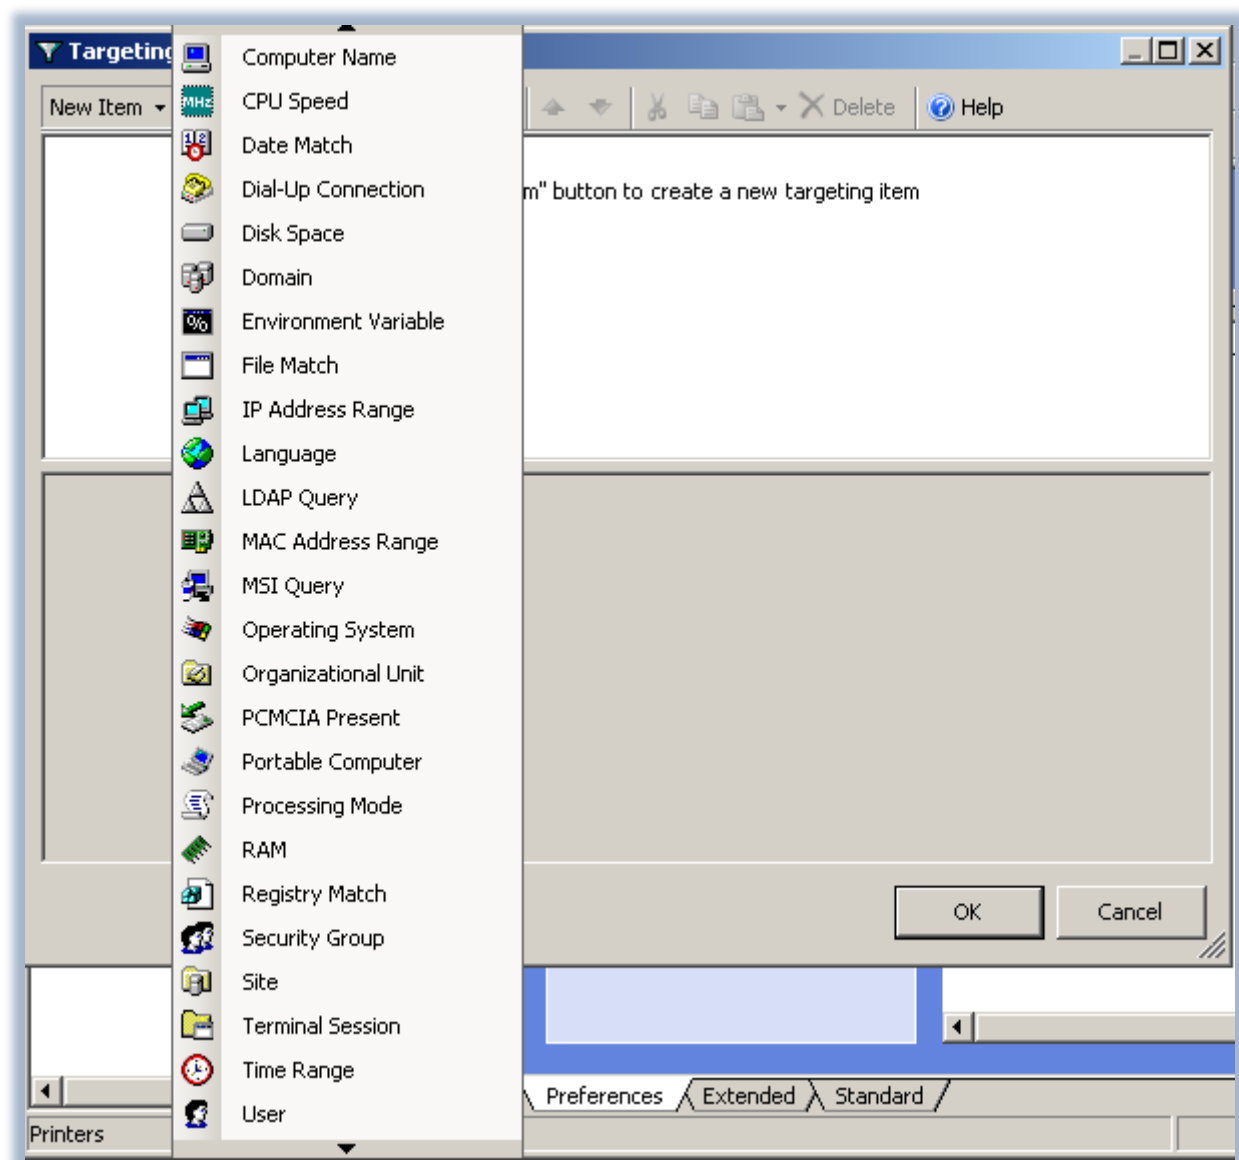 Targeting
New Item
Delete
Help
Computer Name
CPU Speed
MHz
Date Match
Dial-Up Connection
m" button to create a new targeting item
Disk Space
Domain
Environment Variable
File Match
IP Address Range
Language
LDAP Query
MAC Address Range
MSI Query
Operating System
Organizational Unit
PCMCIA Present
Portable Computer
Processing Mode
RAM
Registry Match
Security Group
Site
Terminal Session
Time Range
User
OK
Cancel
Preferences
Extended
Standard
Printers